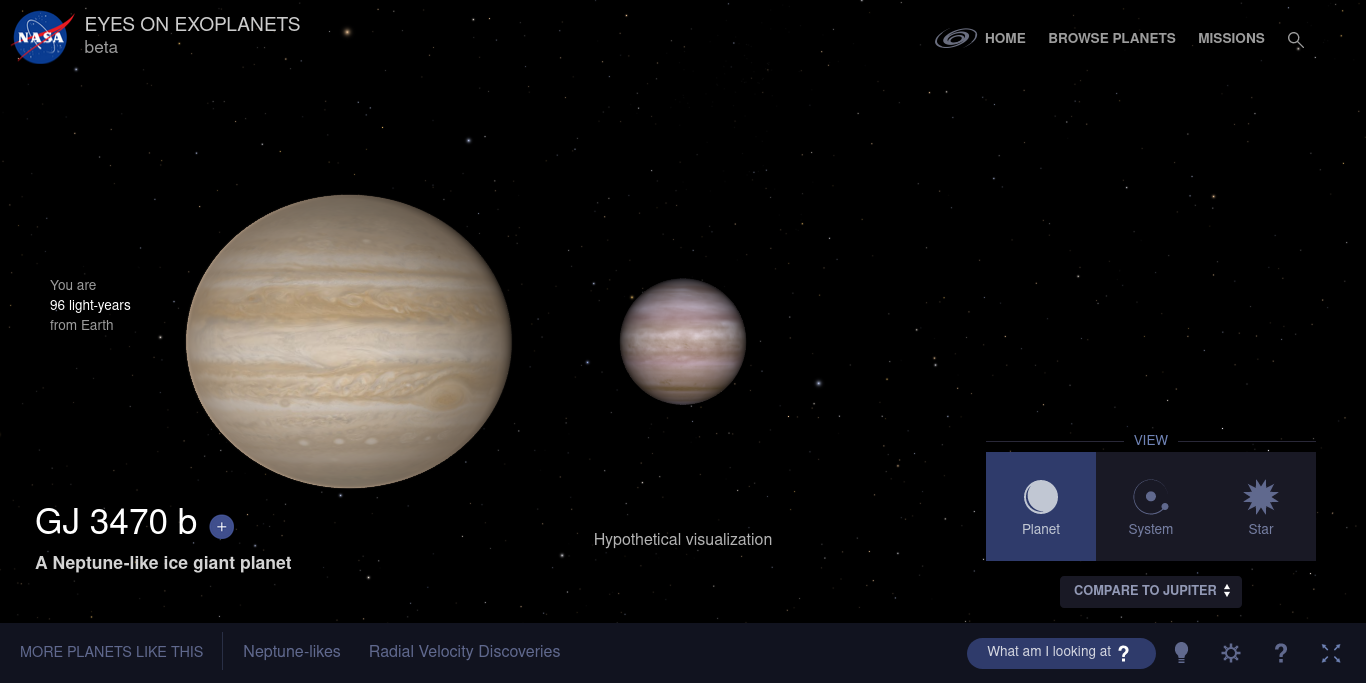 NASA
EYES ON EXOPLANETS
beta
HOME
BROWSE PLANETS
MISSIONS
You are
96 light-years
from Earth
GJ 3470 b +
A Neptune-like ice giant planet
Hypothetical visualization
VIEW
Planet
System
Star
COMPARE TO JUPITER
MORE PLANETS LIKE THIS
Neptune-likes
Radial Velocity Discoveries
What am I looking at ?
?